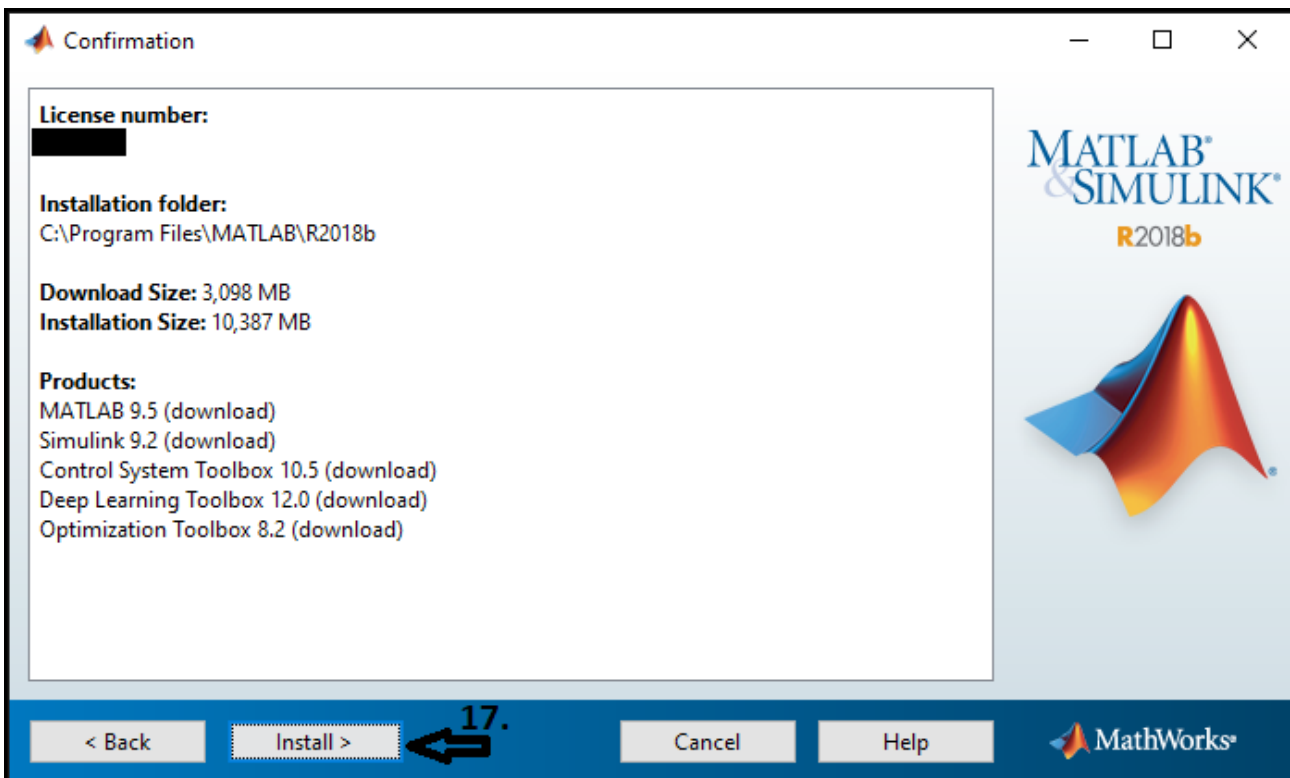 Confirmation
License number:
Installation folder:
C:\Program Files\MATLAB\R2018b
Download Size: 3,098 MB
Installation Size: 10,387 MB
Products:
MATLAB 9.5 (download)
Simulink 9.2 (download)
Control System Toolbox 10.5 (download)
Deep Learning Toolbox 12.0 (download)
Optimization Toolbox 8.2 (download)
MATLAB®
&SIMULINK®
R2018b
®
< Back
Install >
17.
Cancel
Help
MathWorks®